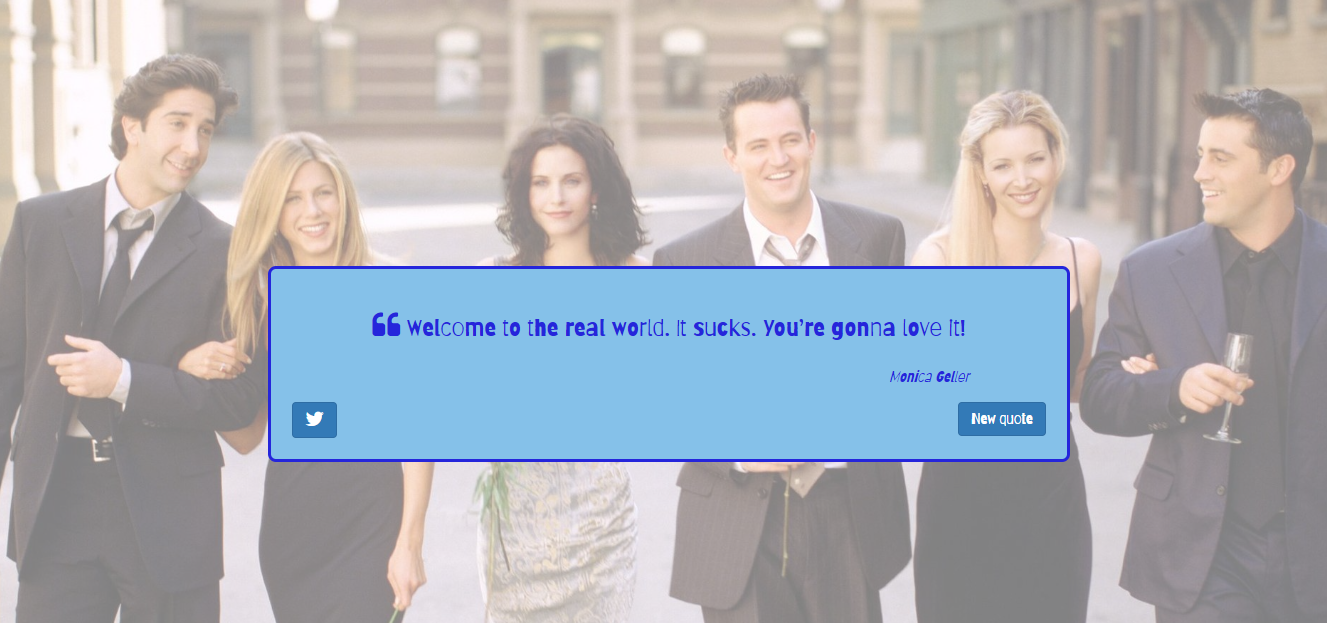 Welcome to the real world. It sucks. You’re gonna love it!
Monica Geller
New quote